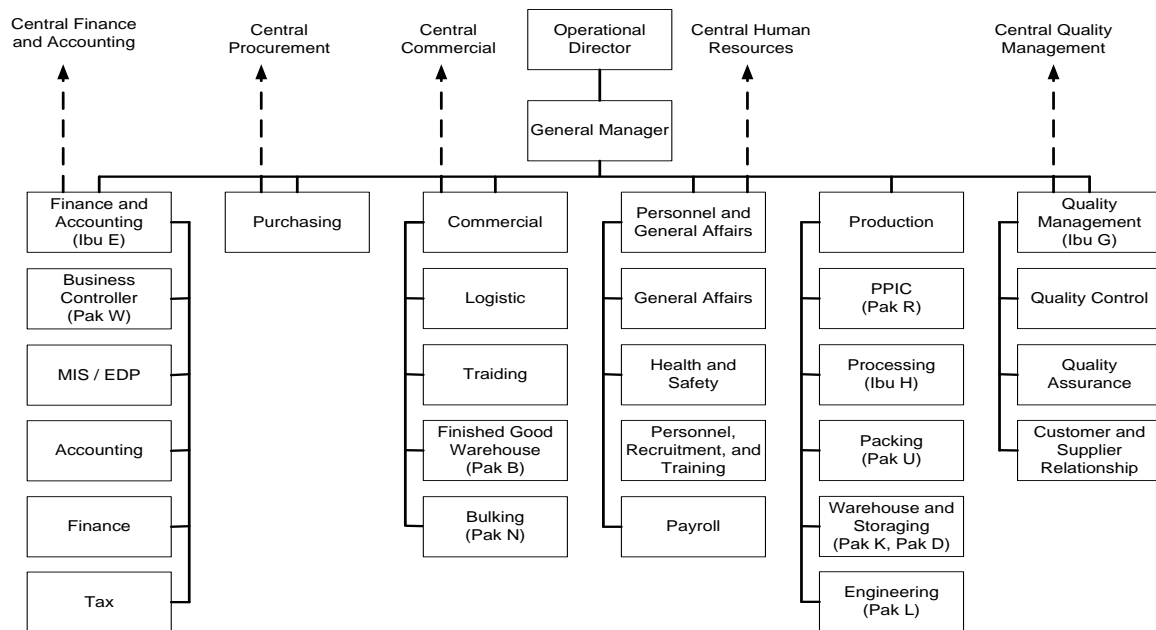 Central Finance
and Accounting
Central
Procurement
Central
Commercial
Operational
Director
Central Human
Resources
Central Quality
Management
General Manager
Finance and
Accounting
(Ibu E)
Purchasing
Commercial
Personnel and
General Affairs
Production
Quality
Management
(Ibu G)
Business
Controller
(Pak W)
Logistic
General Affairs
PPIC
(Pak R)
Quality Control
MIS / EDP
Traiding
Health and
Safety
Processing
(Ibu H)
Quality
Assurance
Accounting
Finished Good
Warehouse
(Pak B)
Personnel,
Recruitment, and
Training
Packing
(Pak U)
Customer and
Supplier
Relationship
Finance
Bulking
(Pak N)
Payroll
Warehouse and
Storaging
(Pak K, Pak D)
Tax
Engineering
(Pak L)